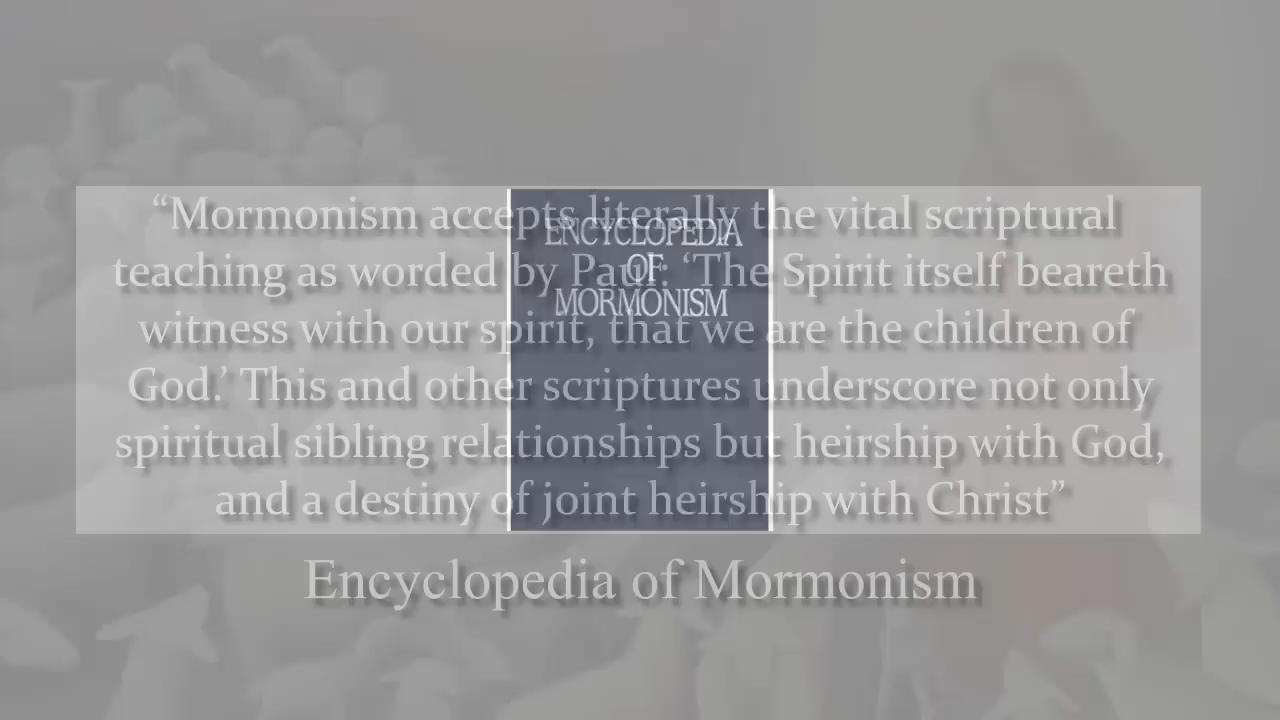 “Mormonism accepts literally the vital scriptural
teaching as worded by Paul: ‘The Spirit itself beareth
witness with our spirit, that we are the children of
God.’ This and other scriptures underscore not only
spiritual sibling relationships but heirship with God,
and a destiny of joint heirship with Christ”
ENCYCLOPEDIA
OF
MORMONISM
Encyclopedia of Mormonism